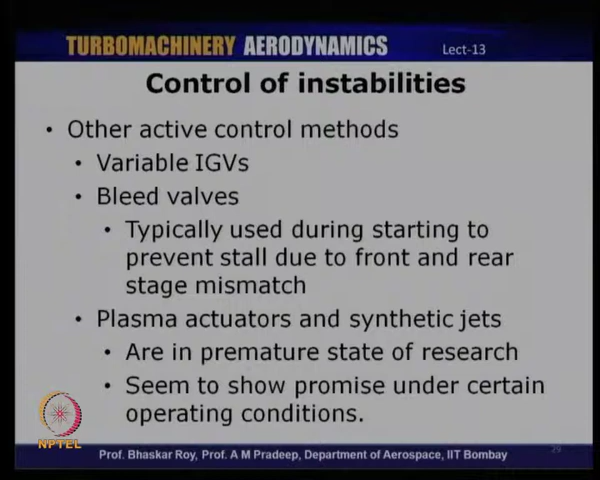 TURBOMACHINERY AERODYNAMICS Lect-13
Control of instabilities
• Other active control methods
• Variable IGVs
• Bleed valves
• Typically used during starting to
prevent stall due to front and rear
stage mismatch
• Plasma actuators and synthetic jets
• Are in premature state of research
• Seem to show promise under certain
operating conditions.
NPTEL
Prof. Bhaskar Roy, Prof. A M Pradeep, Department of Aerospace, IIT Bombay